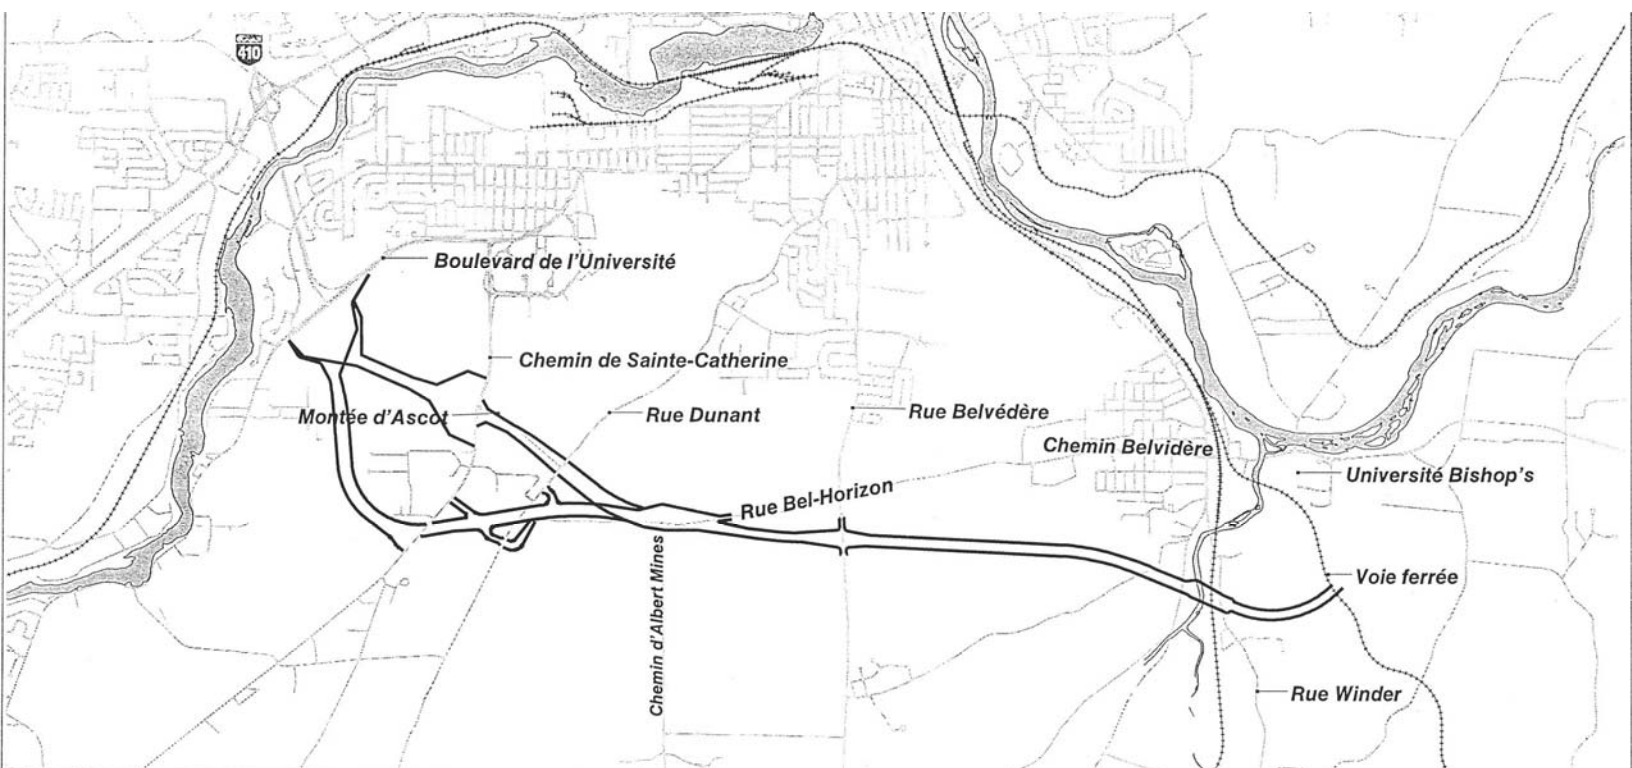 410
Boulevard de l'Université
Chemin de Sainte-Catherine
Montée d'Ascot
Rue Dunant
Rue Belvédère
Chemin Belvidère
Université Bishop's
Rue Bel-Horizon
Chemin d'Albert Mines
Voie ferrée
Rue Winder